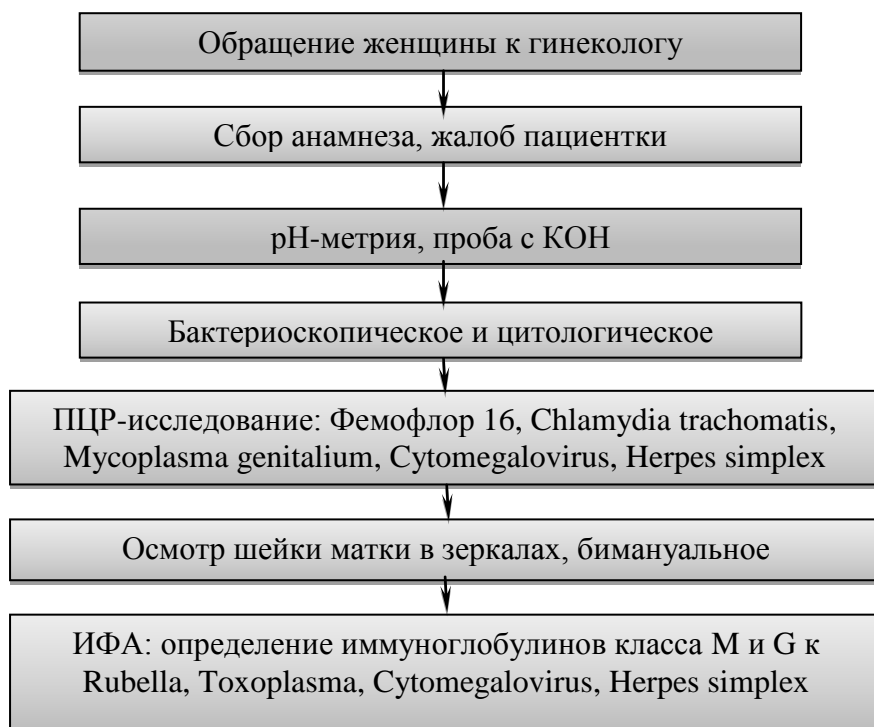 Обращение женщины к гинекологу
Сбор анамнеза, жалоб пациентки
pH-метрия, проба с КОН
Бактериоскопическое и цитологическое
ПЦР-исследование: Фемофлор 16, Chlamydia trachomatis,
Mycoplasma genitalium, Cytomegalovirus, Herpes simplex
Осмотр шейки матки в зеркалах, бимануальное
ИФА: определение иммуноглобулинов класса M и G к
Rubella, Toxoplasma, Cytomegalovirus, Herpes simplex